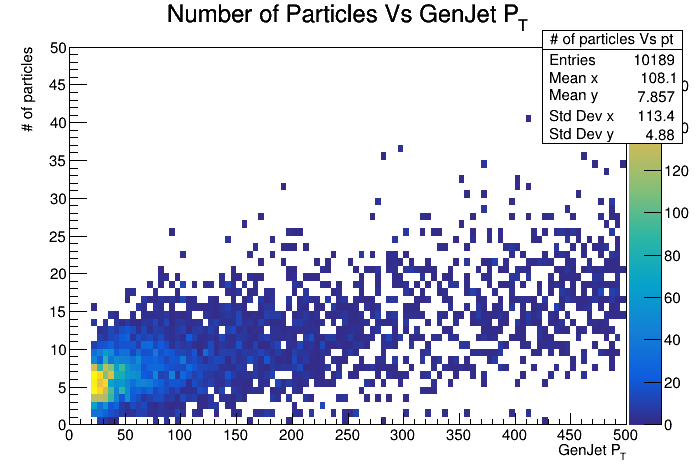 Number of Particles Vs GenJet P_T
# of particles Vs pt
Entries 10189
Mean x 108.1
Mean y 7.857
Std Dev x 113.4
Std Dev y 4.88
# of particles
50
45
40
35
30
25
20
15
10
5
0
0 50 100 150 200 250 300 350 400 450 500
GenJet P_T
120
100
80
60
40
20
0